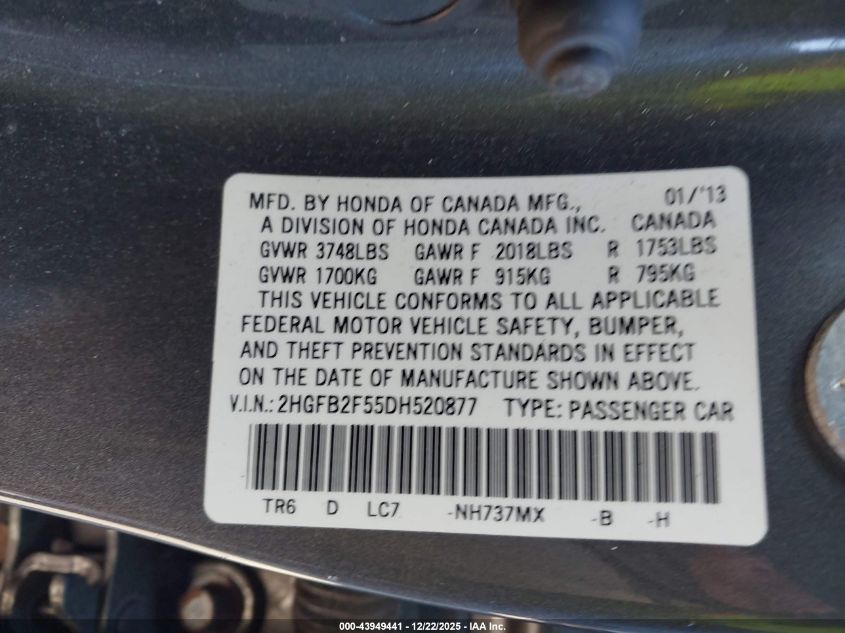 MFD. BY HONDA OF CANADA MFG., 01/'13
A DIVISION OF HONDA CANADA INC. CANADA
GVWR 3748LBS GAWR F 2018LBS R 1753LBS
GVWR 1700KG GAWR F 915KG R 795KG
THIS VEHICLE CONFORMS TO ALL APPLICABLE
FEDERAL MOTOR VEHICLE SAFETY, BUMPER,
AND THEFT PREVENTION STANDARDS IN EFFECT
ON THE DATE OF MANUFACTURE SHOWN ABOVE.
V.I.N.: 2HGFB2F55DH520877 TYPE: PASSENGER CAR
TR6 D LC7 -NH737MX -B -H
000-43949441 - 12/22/2025 - IAA Inc.